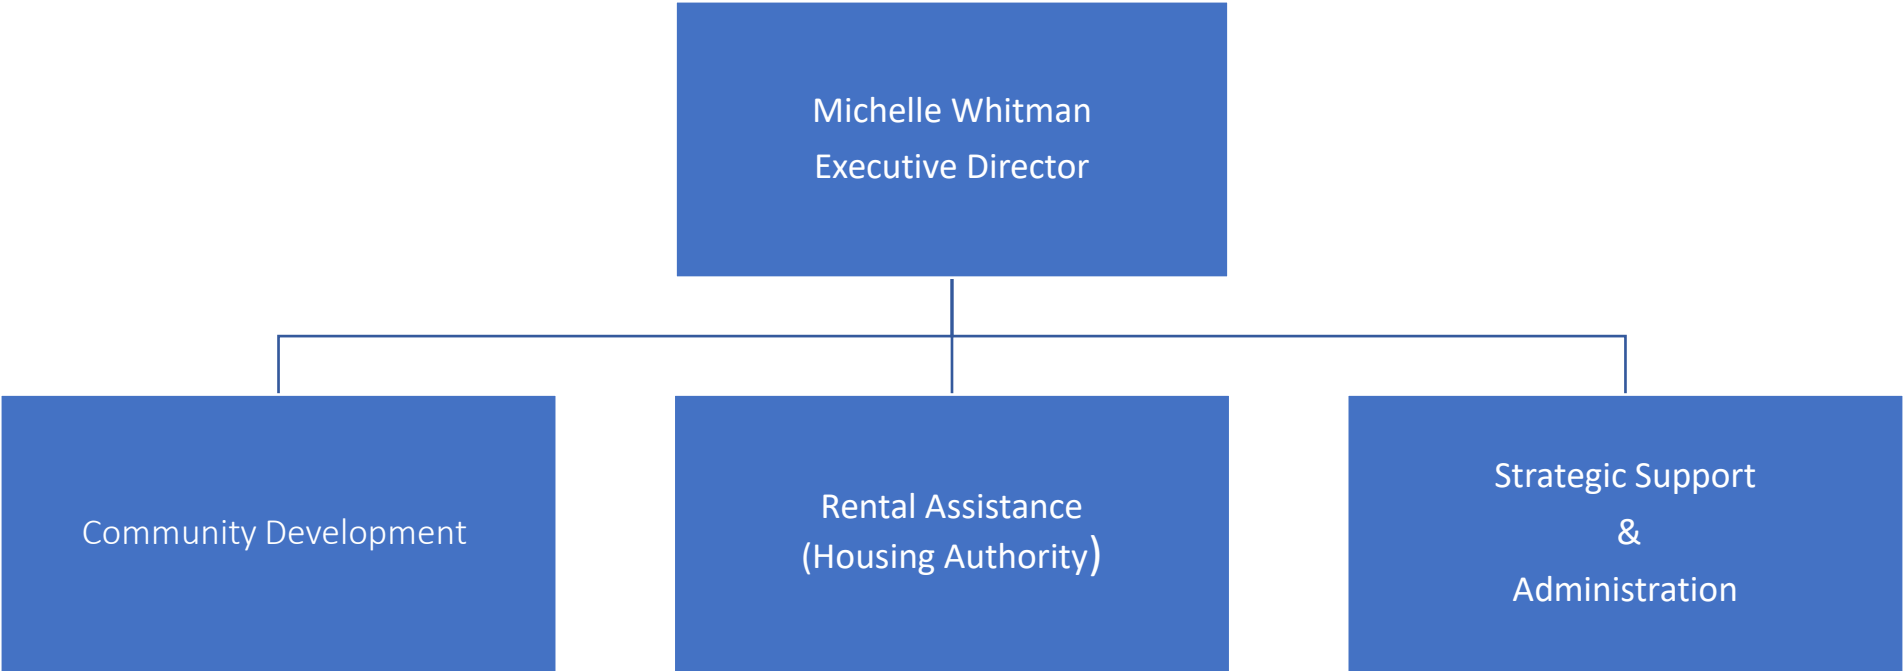 Michelle Whitman
Executive Director
Community Development
Rental Assistance
(Housing Authority)
Strategic Support
&
Administration